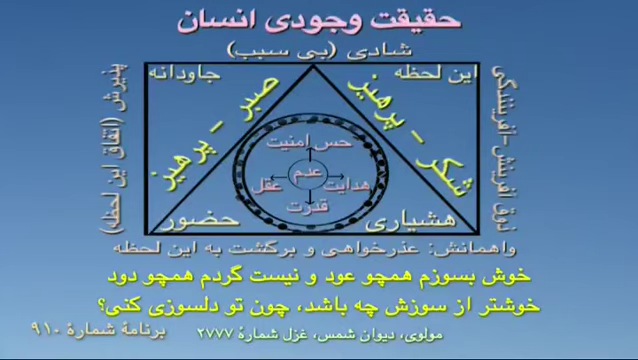 حقیقت وجودی انسان
شادی (بی سبب)
این لحظه
جاودانه
ذوق آفرینش-آفرینندگی
پذیرش (اتفاق این لحظه)
شکر - پرهیز
صبر - پرهیز
حس امنیت
هدایت
عدم
عقل
قدرت
هشیاری
حضور
واهمانش: عذرخواهی و برگشت به این لحظه
خوش بسوزم همچو عود و نیست گردم همچو دود
خوشتر از سوزش چه باشد، چون تو دلسوزی کنی؟
مولوی، دیوان شمس، غزل شمارهٔ ۲۷۷۷
برنامهٔ شمارهٔ ۹۱۰